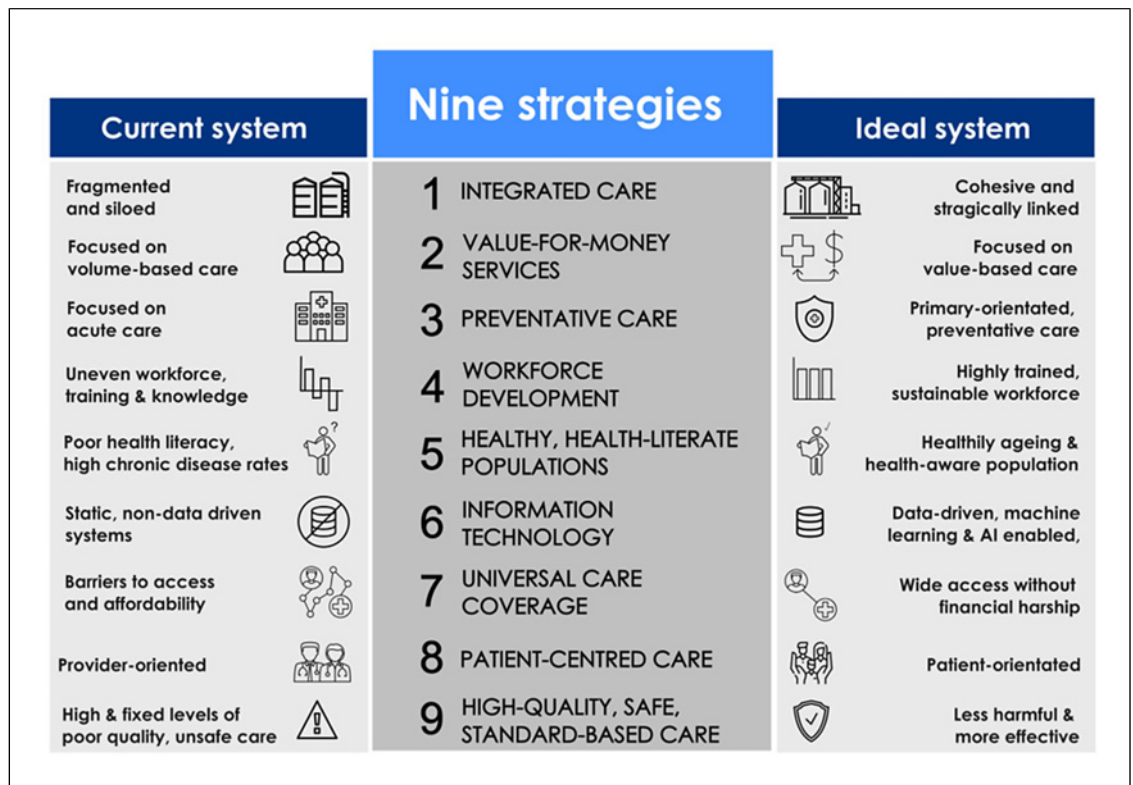 Nine strategies
Current system
Ideal system
Fragmented
and siloed
1 INTEGRATED CARE
Cohesive and
stragically linked
Focused on
volume-based care
2 VALUE-FOR-MONEY
SERVICES
Focused on
value-based care
Focused on
acute care
3 PREVENTATIVE CARE
Primary-orientated,
preventative care
Uneven workforce,
training & knowledge
4 WORKFORCE
DEVELOPMENT
Highly trained,
sustainable workforce
Poor health literacy,
high chronic disease rates
?
5 HEALTHY, HEALTH-LITERATE
POPULATIONS
Healthily ageing &
health-aware population
Static, non-data driven
systems
6 INFORMATION
TECHNOLOGY
Data-driven, machine
learning & AI enabled,
Barriers to access
and affordability
7 UNIVERSAL CARE
COVERAGE
Wide access without
financial harship
Provider-oriented
8 PATIENT-CENTRED CARE
Patient-orientated
High & fixed levels of
poor quality, unsafe care
9 HIGH-QUALITY, SAFE,
STANDARD-BASED CARE
Less harmful &
more effective